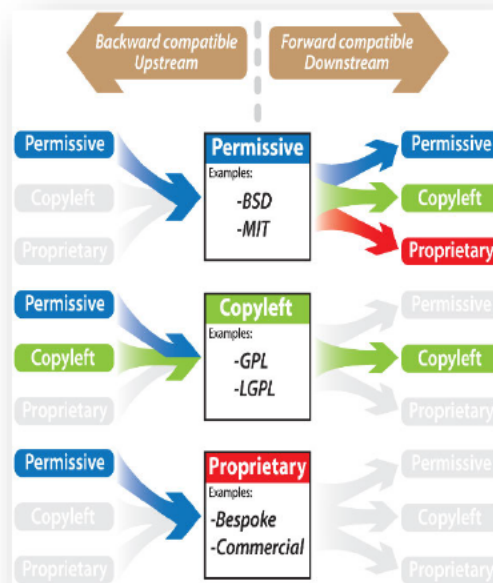 Backward compatible
Upstream
Forward compatible
Downstream
Permissive
Copyleft
Proprietary
Permissive
Examples:
-BSD
-MIT
Permissive
Copyleft
Proprietary
Permissive
Copyleft
Proprietary
Copyleft
Examples:
-GPL
-LGPL
Permissive
Copyleft
Proprietary
Permissive
Copyleft
Proprietary
Proprietary
Examples:
-Bespoke
-Commercial
Permissive
Copyleft
Proprietary